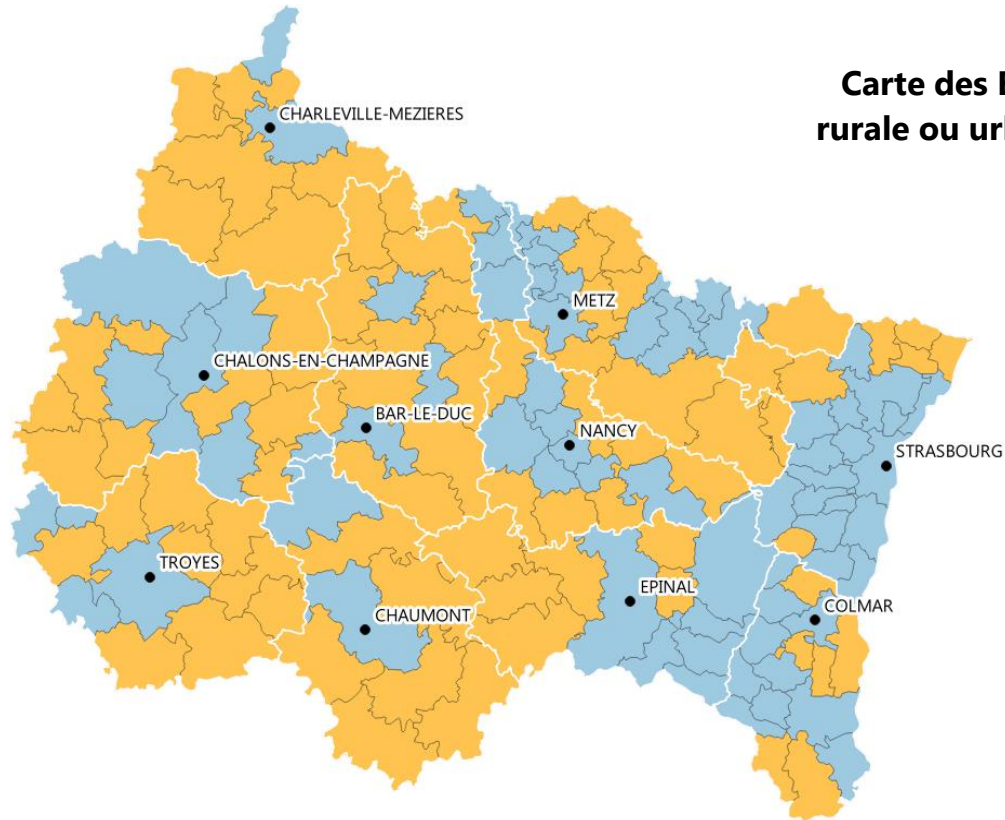 Carte des
rurale ou
CHARLEVILLE-MEZIERES
METZ
CHALONS-EN-CHAMPAGNE
BAR-LE-DUC
NANCY
STRASBOURG
TROYES
EPINAL
CHAUMONT
COLMAR